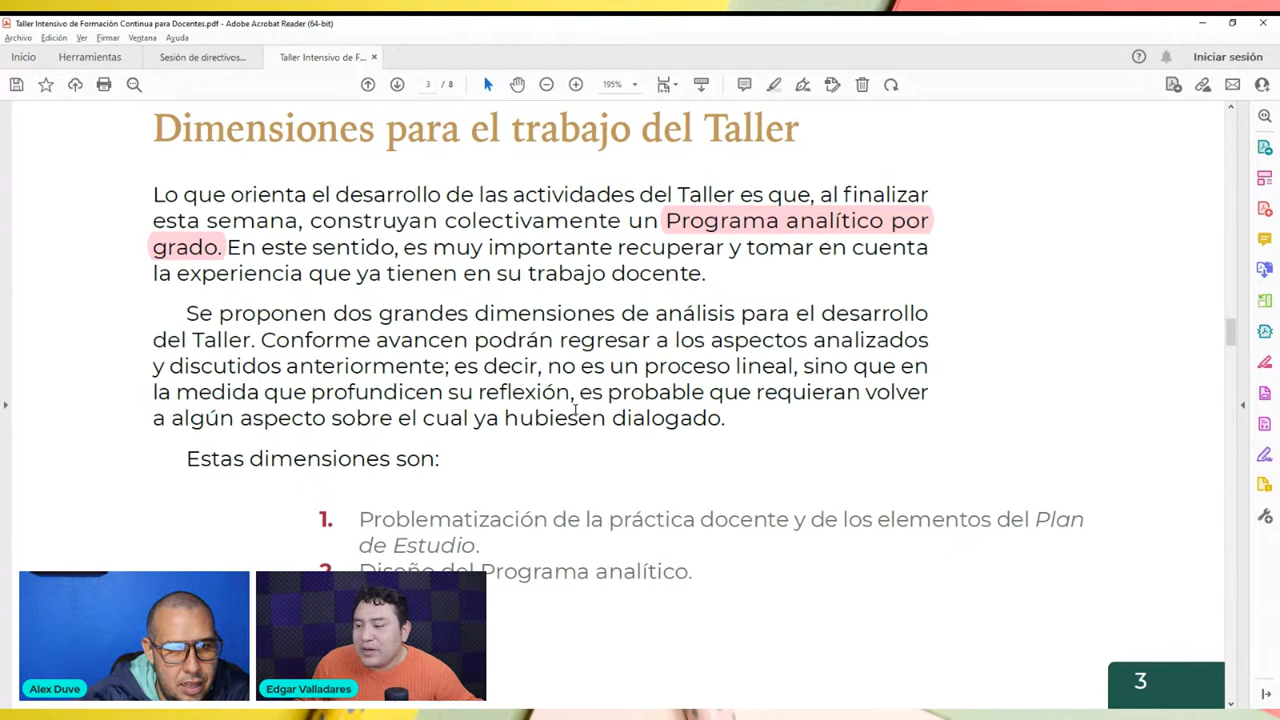 Taller Intensivo de Formación Continua para Docentes.pdf - Adobe Acrobat Reader (64-bit)
Archivo Edición Ver Firmar Ventana Ayuda
Inicio Herramientas Sesión de directivos... Taller Intensivo de F... × Iniciar sesión
3 / 8 195%
Dimensiones para el trabajo del Taller
Lo que orienta el desarrollo de las actividades del Taller es que, al finalizar
esta semana, construyan colectivamente un Programa analítico por
grado. En este sentido, es muy importante recuperar y tomar en cuenta
la experiencia que ya tienen en su trabajo docente.
Se proponen dos grandes dimensiones de análisis para el desarrollo
del Taller. Conforme avancen podrán regresar a los aspectos analizados
y discutidos anteriormente; es decir, no es un proceso lineal, sino que en
la medida que profundicen su reflexión, es probable que requieran volver
a algún aspecto sobre el cual ya hubiesen dialogado.
Estas dimensiones son:
1. Problematización de la práctica docente y de los elementos del Plan
de Estudio.
2. Diseño del Programa analítico.
Alex Duve
Edgar Valladares
3